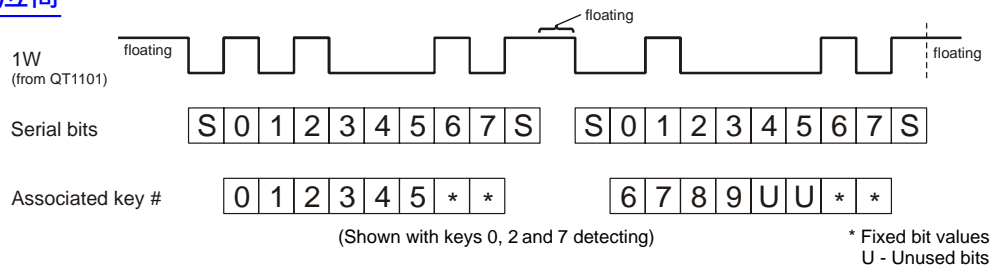 floating
floating
1W
(from QT1101)
floating
Serial bits
S 0 1 2 3 4 5 6 7 S S 0 1 2 3 4 5 6 7 S
Associated key #
0 1 2 3 4 5 * * 6 7 8 9 U U * *
(Shown with keys 0, 2 and 7 detecting)
* Fixed bit values
U - Unused bits